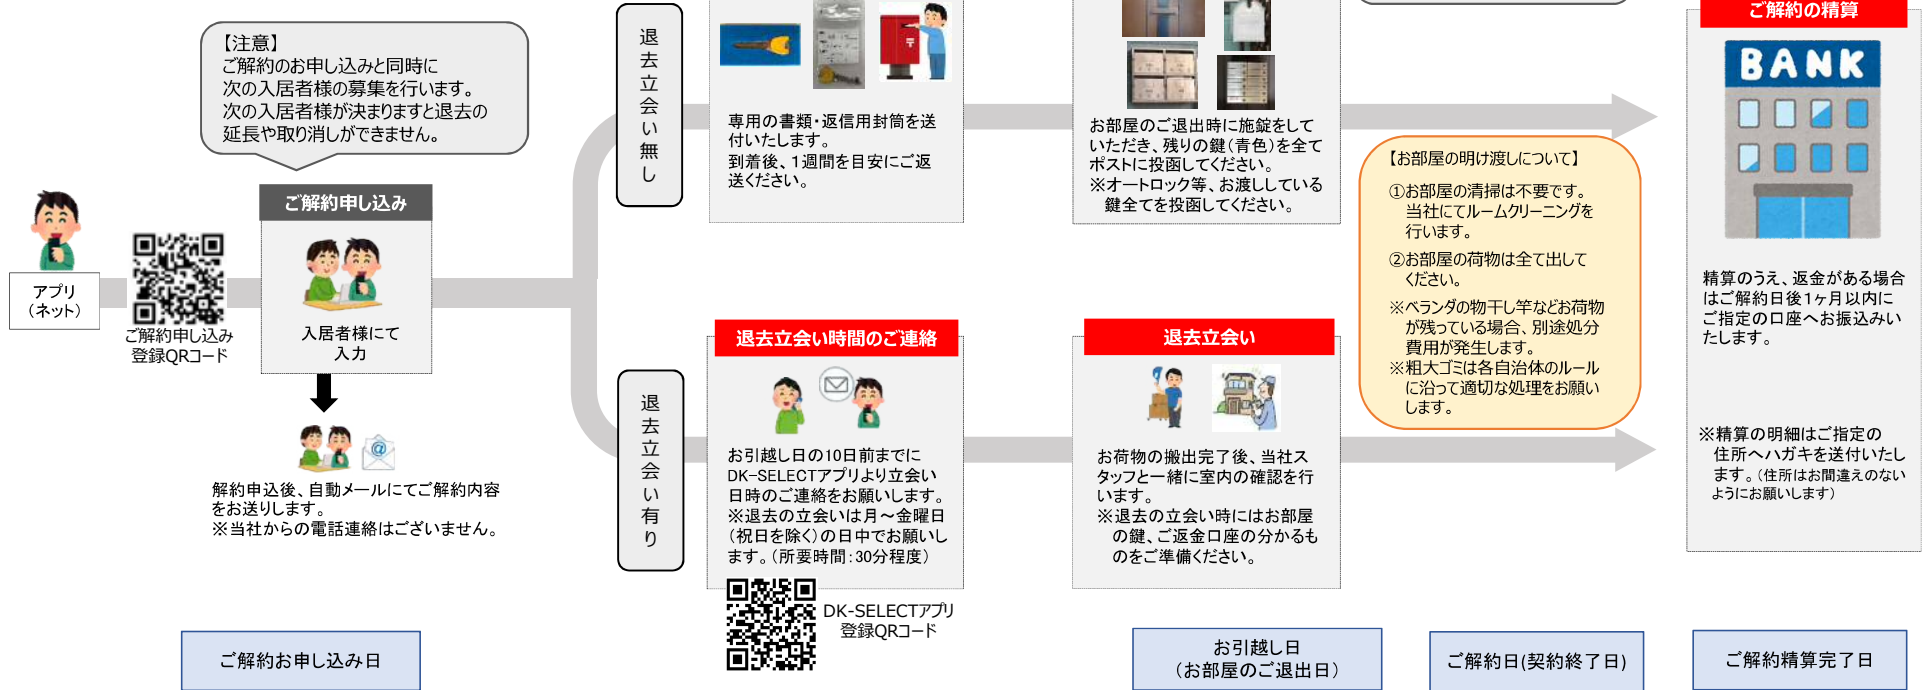 【注意】
ご解約のお申し込みと同時に
次の入居者様の募集を行います。
次の入居者様が決まりますと退去の
延長や取り消しができません。
アプリ
（ネット）
ご解約申し込み
登録QRコード
ご解約申し込み
入居者様にて
入力
@
解約申込後、自動メールにてご解約内容
をお送りします。
※当社からの電話連絡はございません。
退去立会い無し
専用の書類・返信用封筒を送
付いたします。
到着後、1週間を目安にご返
送ください。
お部屋のご退出時に施錠をして
いただき、残りの鍵（青色）を全て
ポストに投函してください。
※オートロック等、お渡ししている
鍵全てを投函してください。
退去立会い有り
退去立会い時間のご連絡
お引越し日の10日前までに
DK-SELECTアプリより立会い
日時のご連絡をお願いします。
※退去の立会いは月～金曜日
（祝日を除く）の日中でお願いし
ます。（所要時間：30分程度）
DK-SELECTアプリ
登録QRコード
退去立会い
お荷物の搬出完了後、当社ス
タッフと一緒に室内の確認を行
います。
※退去の立会い時にはお部屋
の鍵、ご返金口座の分かるも
のをご準備ください。
【お部屋の明け渡しについて】
①お部屋の清掃は不要です。
当社にてルームクリーニングを
行います。
②お部屋の荷物は全て出して
ください。
※ベランダの物干し竿などお荷物
が残っている場合、別途処分
費用が発生します。
※粗大ゴミは各自治体のルール
に沿って適切な処理をお願い
します。
ご解約の精算
BANK
精算のうえ、返金がある場合
はご解約日後1ヶ月以内に
ご指定の口座へお振込みい
たします。
※精算の明細はご指定の
住所へハガキを送付いたし
ます。（住所はお間違えのない
ようにお願いします）
ご解約お申し込み日
お引越し日
（お部屋のご退出日）
ご解約日(契約終了日)
ご解約精算完了日